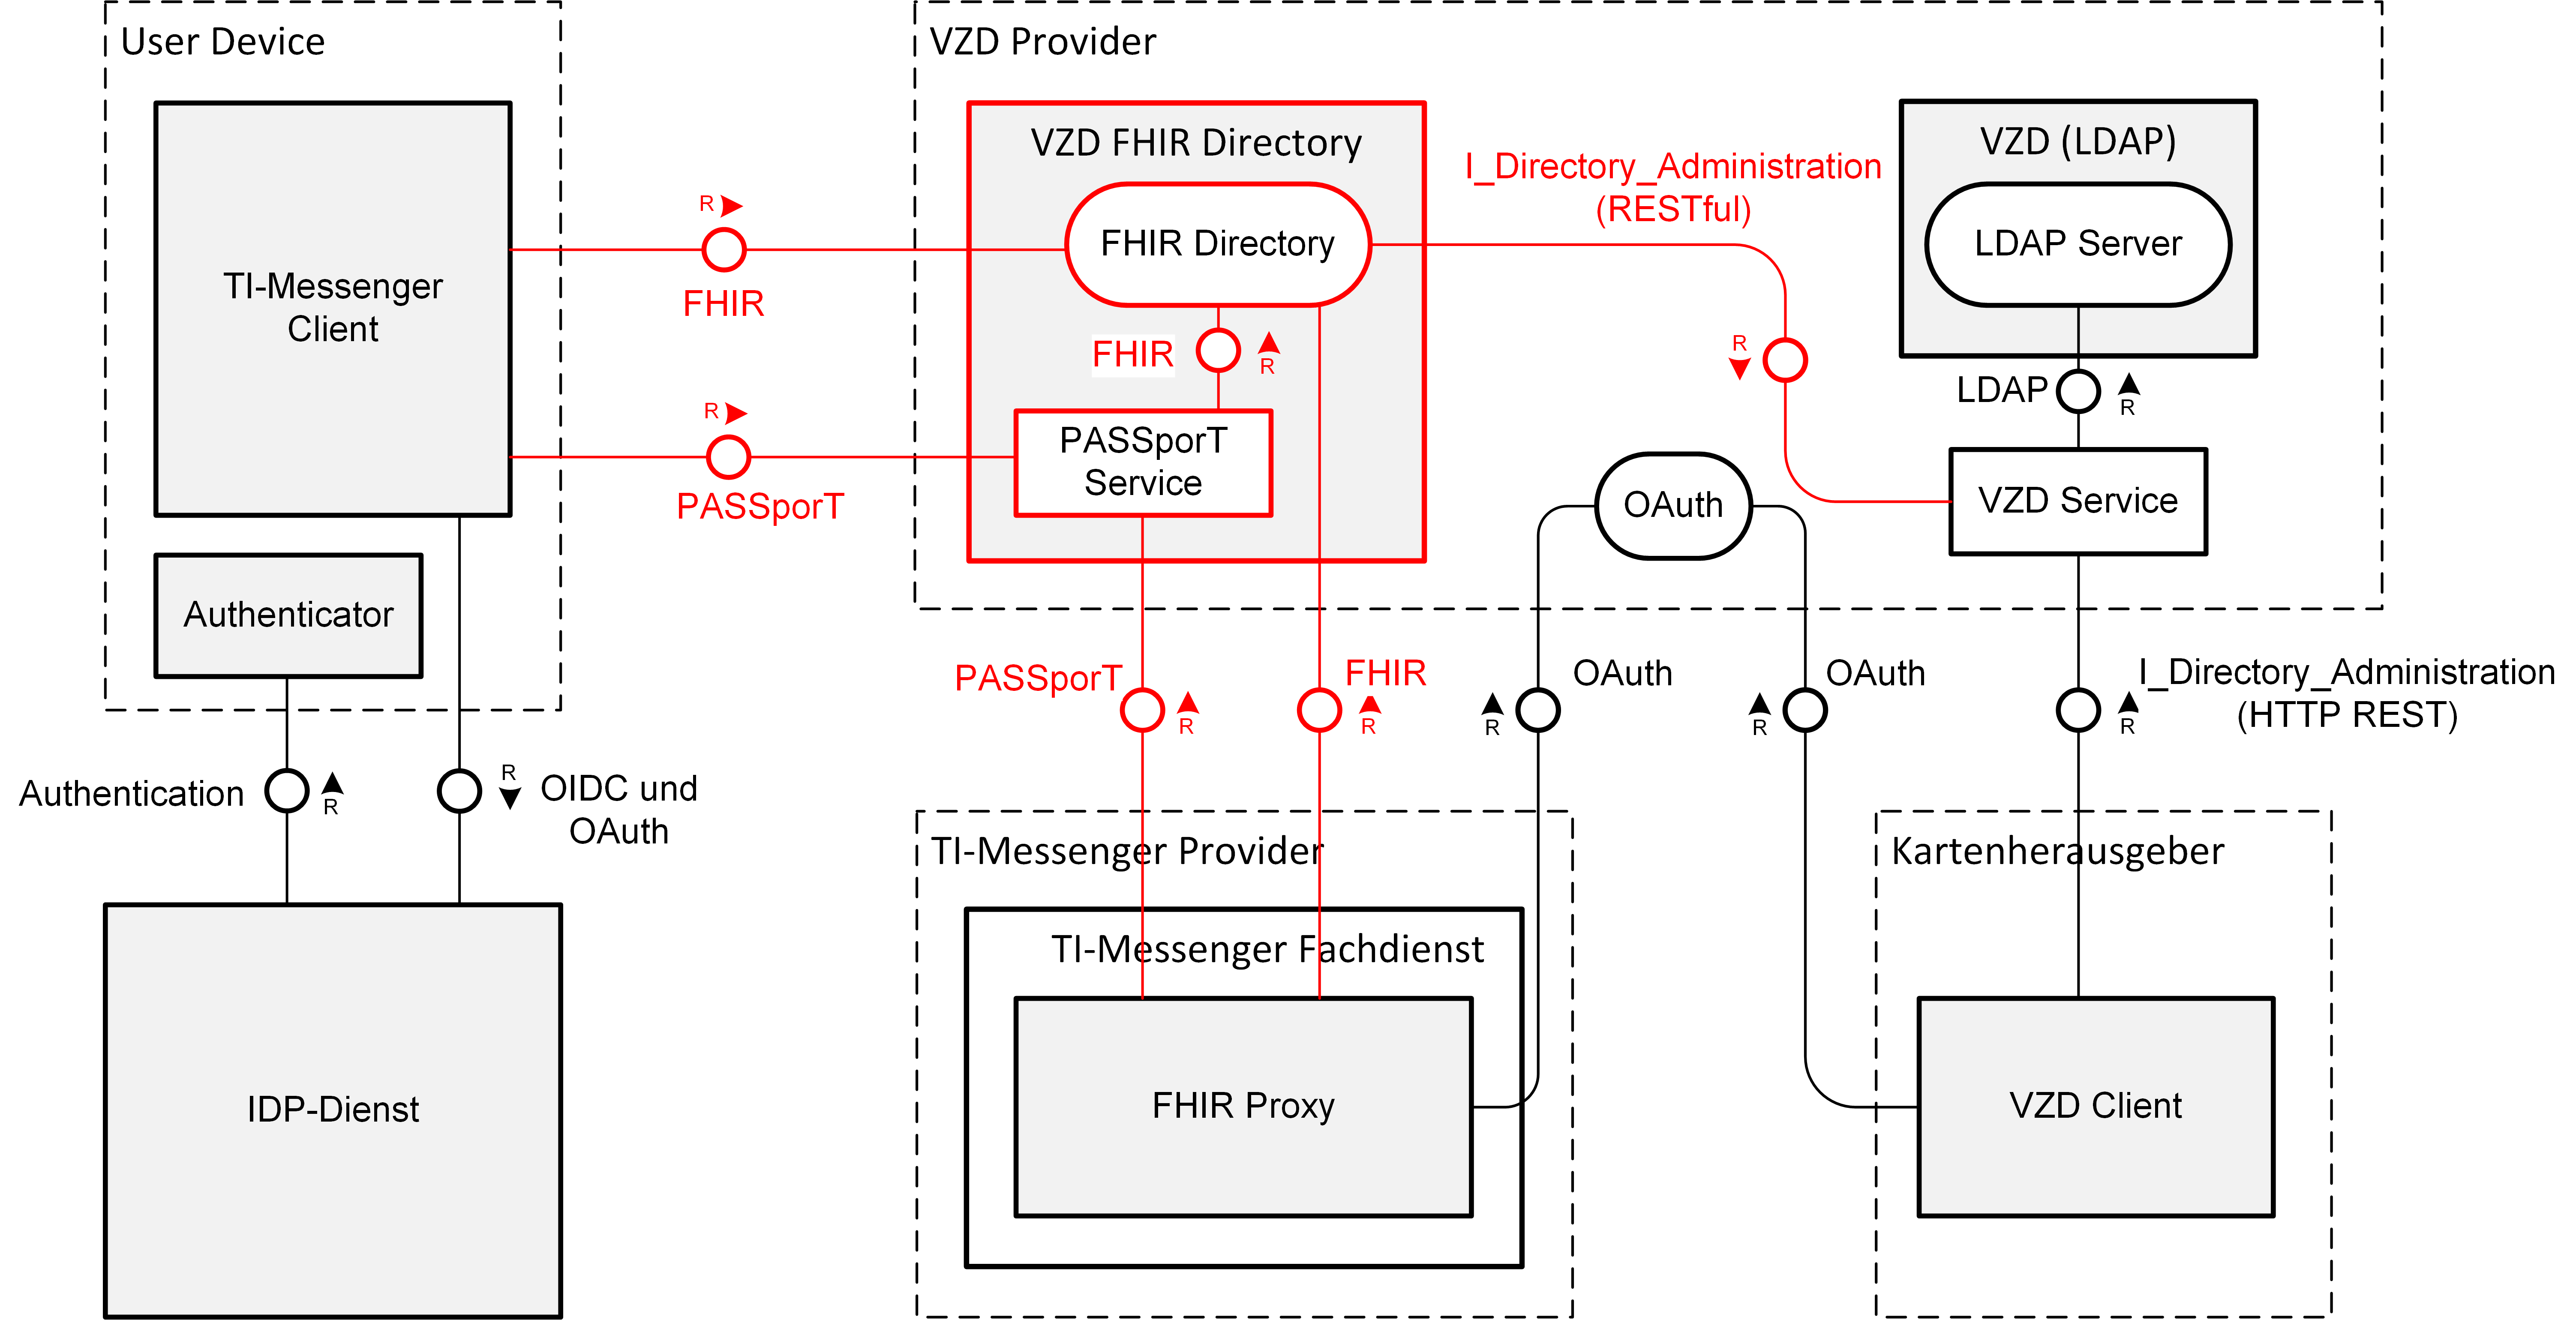 User Device
VZD Provider
TI-Messenger
Client
R
FHIR
R
PASSporT
VZD FHIR Directory
FHIR Directory
FHIR
R
PASSporT
Service
I_Directory_Administration
(RESTful)
R
VZD (LDAP)
LDAP Server
LDAP
R
OAuth
VZD Service
Authenticator
PASSporT
R
FHIR
R
OAuth
R
OAuth
R
I_Directory_Administration
(HTTP REST)
R
Authentication
R
R
OIDC und
OAuth
TI-Messenger Provider
Kartenherausgeber
TI-Messenger Fachdienst
IDP-Dienst
FHIR Proxy
VZD Client